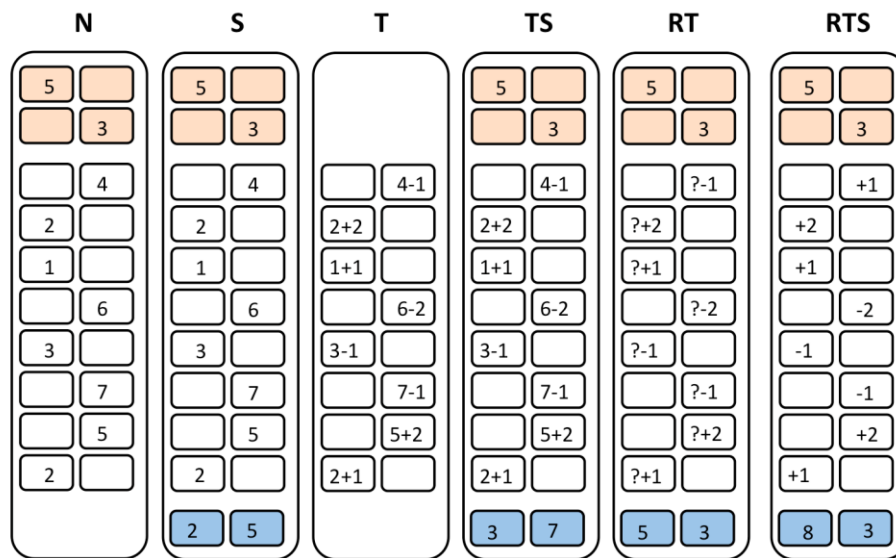 N S T TS RT RTS
5 5 5 5 5
3 3 3 3 3
4 4 4-1 4-1 ?-1 +1
2 2 2+2 2+2 ?+2 +2
1 1 1+1 1+1 ?+1 +1
6 6 6-2 6-2 ?-2 -2
3 3 3-1 3-1 ?-1 -1
7 7 7-1 7-1 ?-1 -1
5 5 5+2 5+2 ?+2 +2
2 2 2+1 2+1 ?+1 +1
2 5 3 7 5 3 8 3